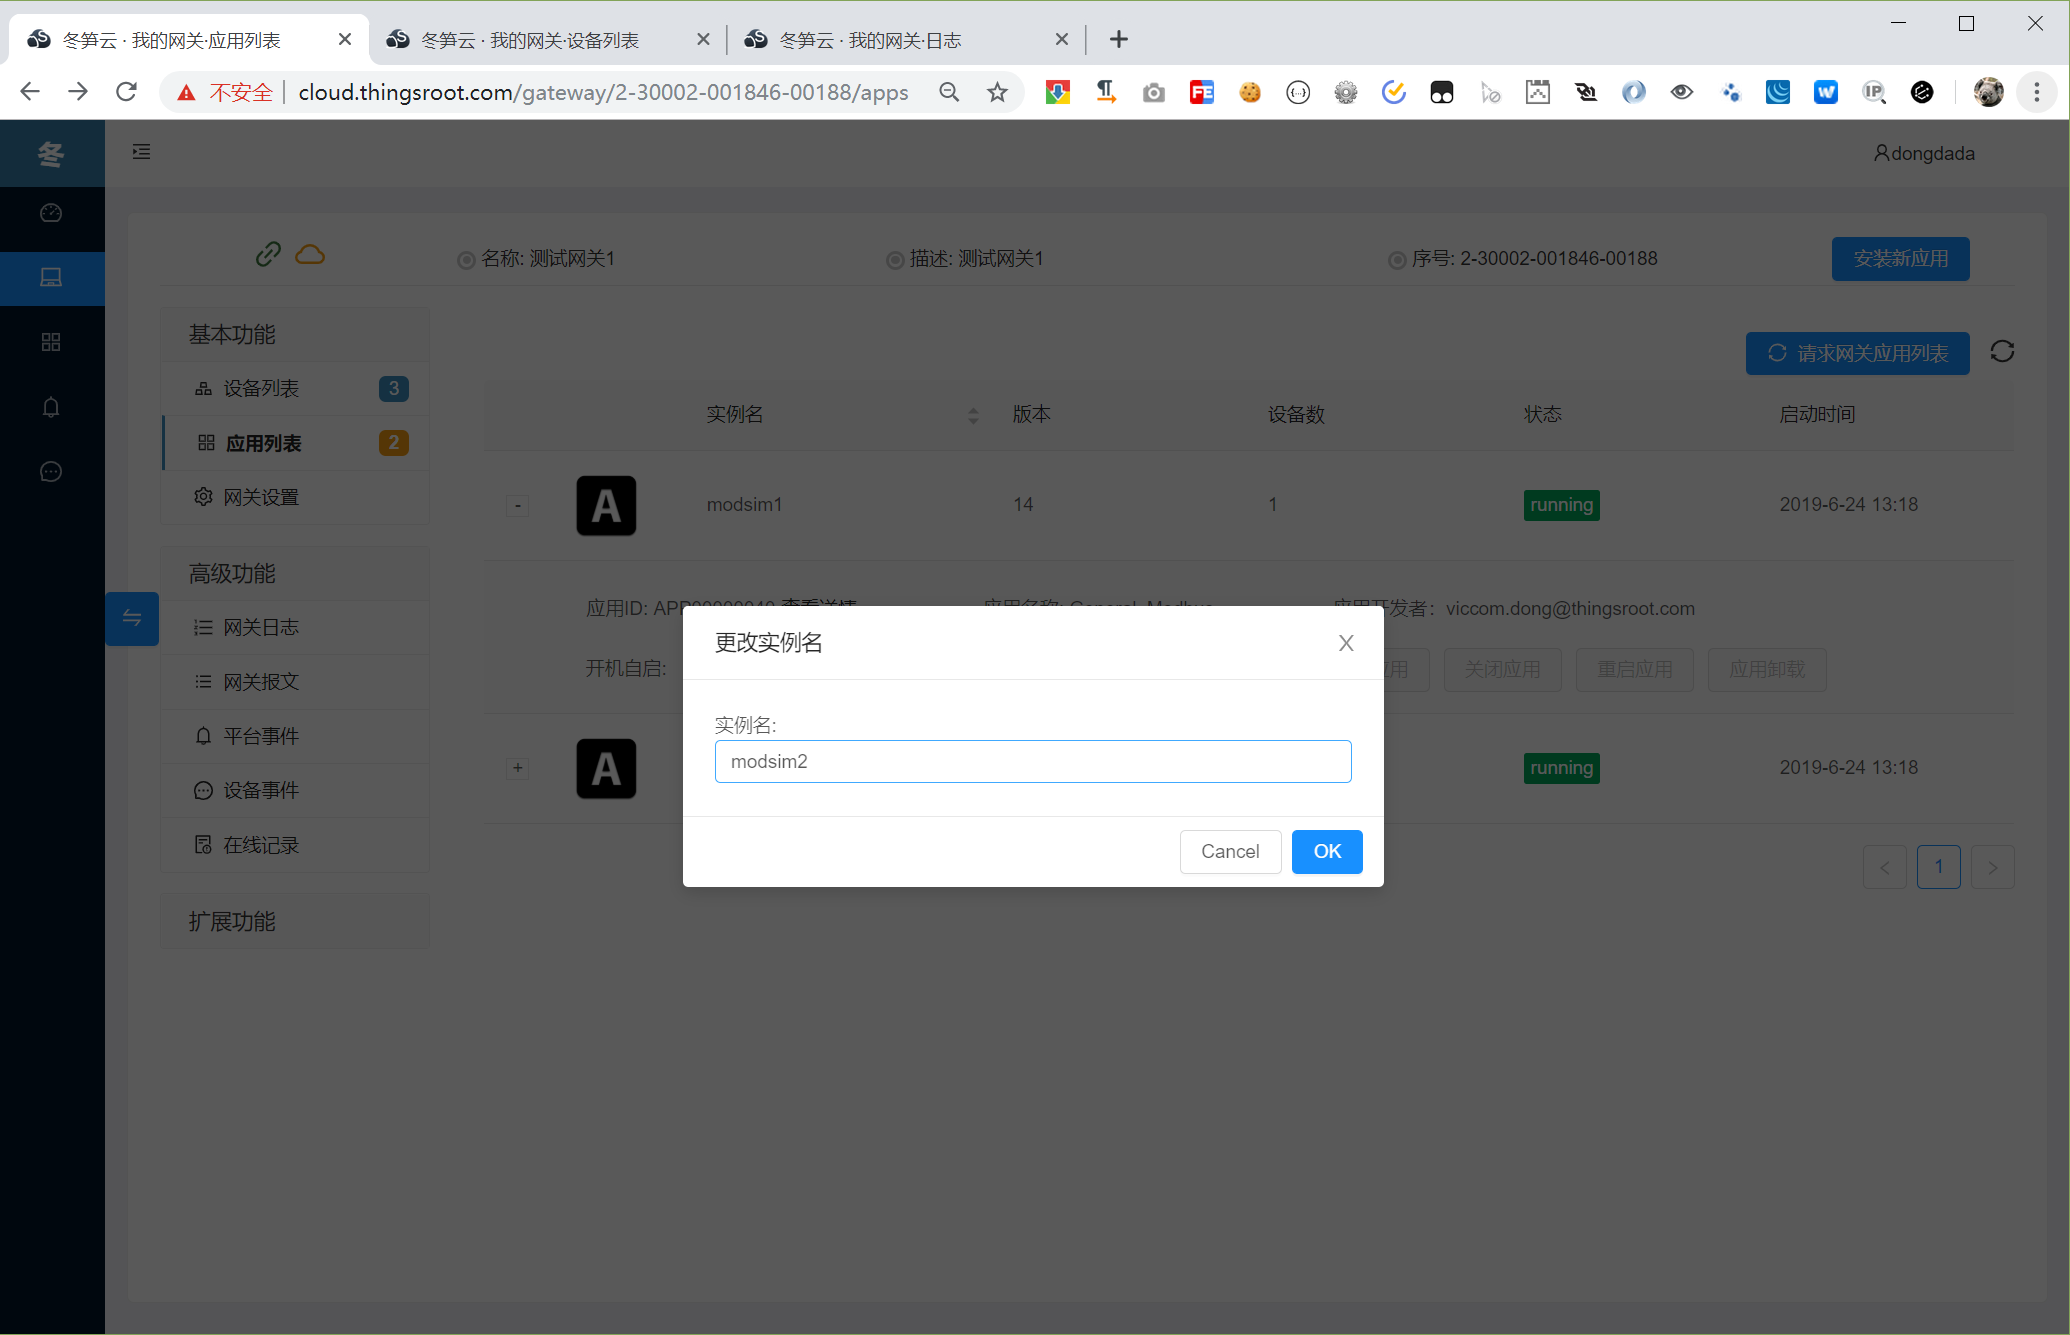 冬笋云 · 我的网关·应用列表
冬笋云 · 我的网关·设备列表
冬笋云 · 我的网关·日志
不安全
cloud.thingsroot.com/gateway/2-30002-001846-00188/apps
冬
dongdada
名称: 测试网关1
描述: 测试网关1
序号: 2-30002-001846-00188
安装新应用
基本功能
设备列表
3
应用列表
2
网关设置
高级功能
网关日志
网关报文
平台事件
设备事件
在线记录
扩展功能
请求网关应用列表
实例名 版本 设备数 状态 启动时间
- A modsim1 14 1 running 2019-6-24 13:18
应用ID:
应用开发者: viccom.dong@thingsroot.com
开机自启:
用
关闭应用
重启应用
应用卸载
+ A running 2019-6-24 13:18
< 1 >
更改实例名
X
实例名:
modsim2
Cancel
OK